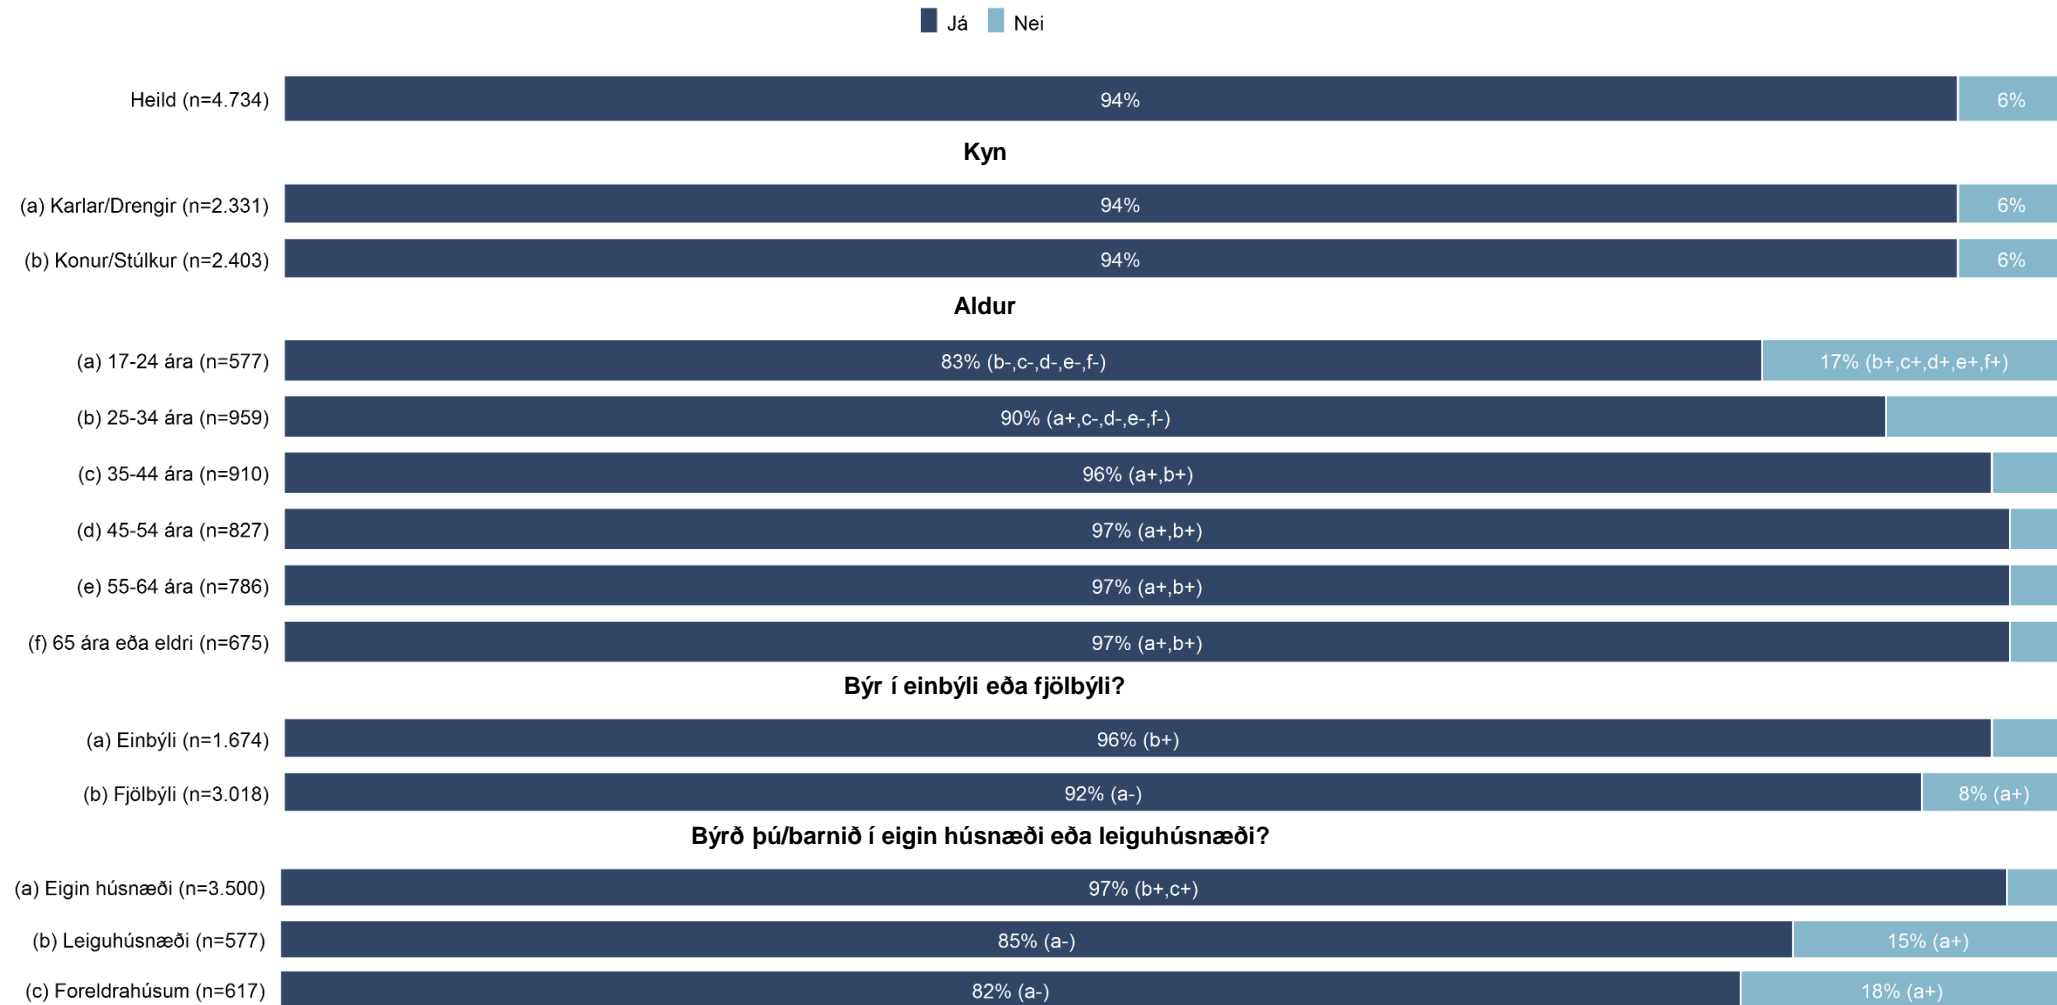 Já Nei
Heild (n=4.734) 94% 6%
Kyn
(a) Karlar/Drengir (n=2.331) 94% 6%
(b) Konur/Stúlkur (n=2.403) 94% 6%
Aldur
(a) 17-24 ára (n=577) 83% (b-,c-,d-,e-,f-) 17% (b+,c+,d+,e+,f+)
(b) 25-34 ára (n=959) 90% (a+,c-,d-,e-,f-)
(c) 35-44 ára (n=910) 96% (a+,b+)
(d) 45-54 ára (n=827) 97% (a+,b+)
(e) 55-64 ára (n=786) 97% (a+,b+)
(f) 65 ára eða eldri (n=675) 97% (a+,b+)
Býr í einbýli eða fjölbýli?
(a) Einbýli (n=1.674) 96% (b+)
(b) Fjölbýli (n=3.018) 92% (a-) 8% (a+)
Býrð þú/barnið í eigin húsnæði eða leiguhúsnæði?
(a) Eigin húsnæði (n=3.500) 97% (b+,c+)
(b) Leiguhúsnæði (n=577) 85% (a-) 15% (a+)
(c) Foreldrahúsum (n=617) 82% (a-) 18% (a+)